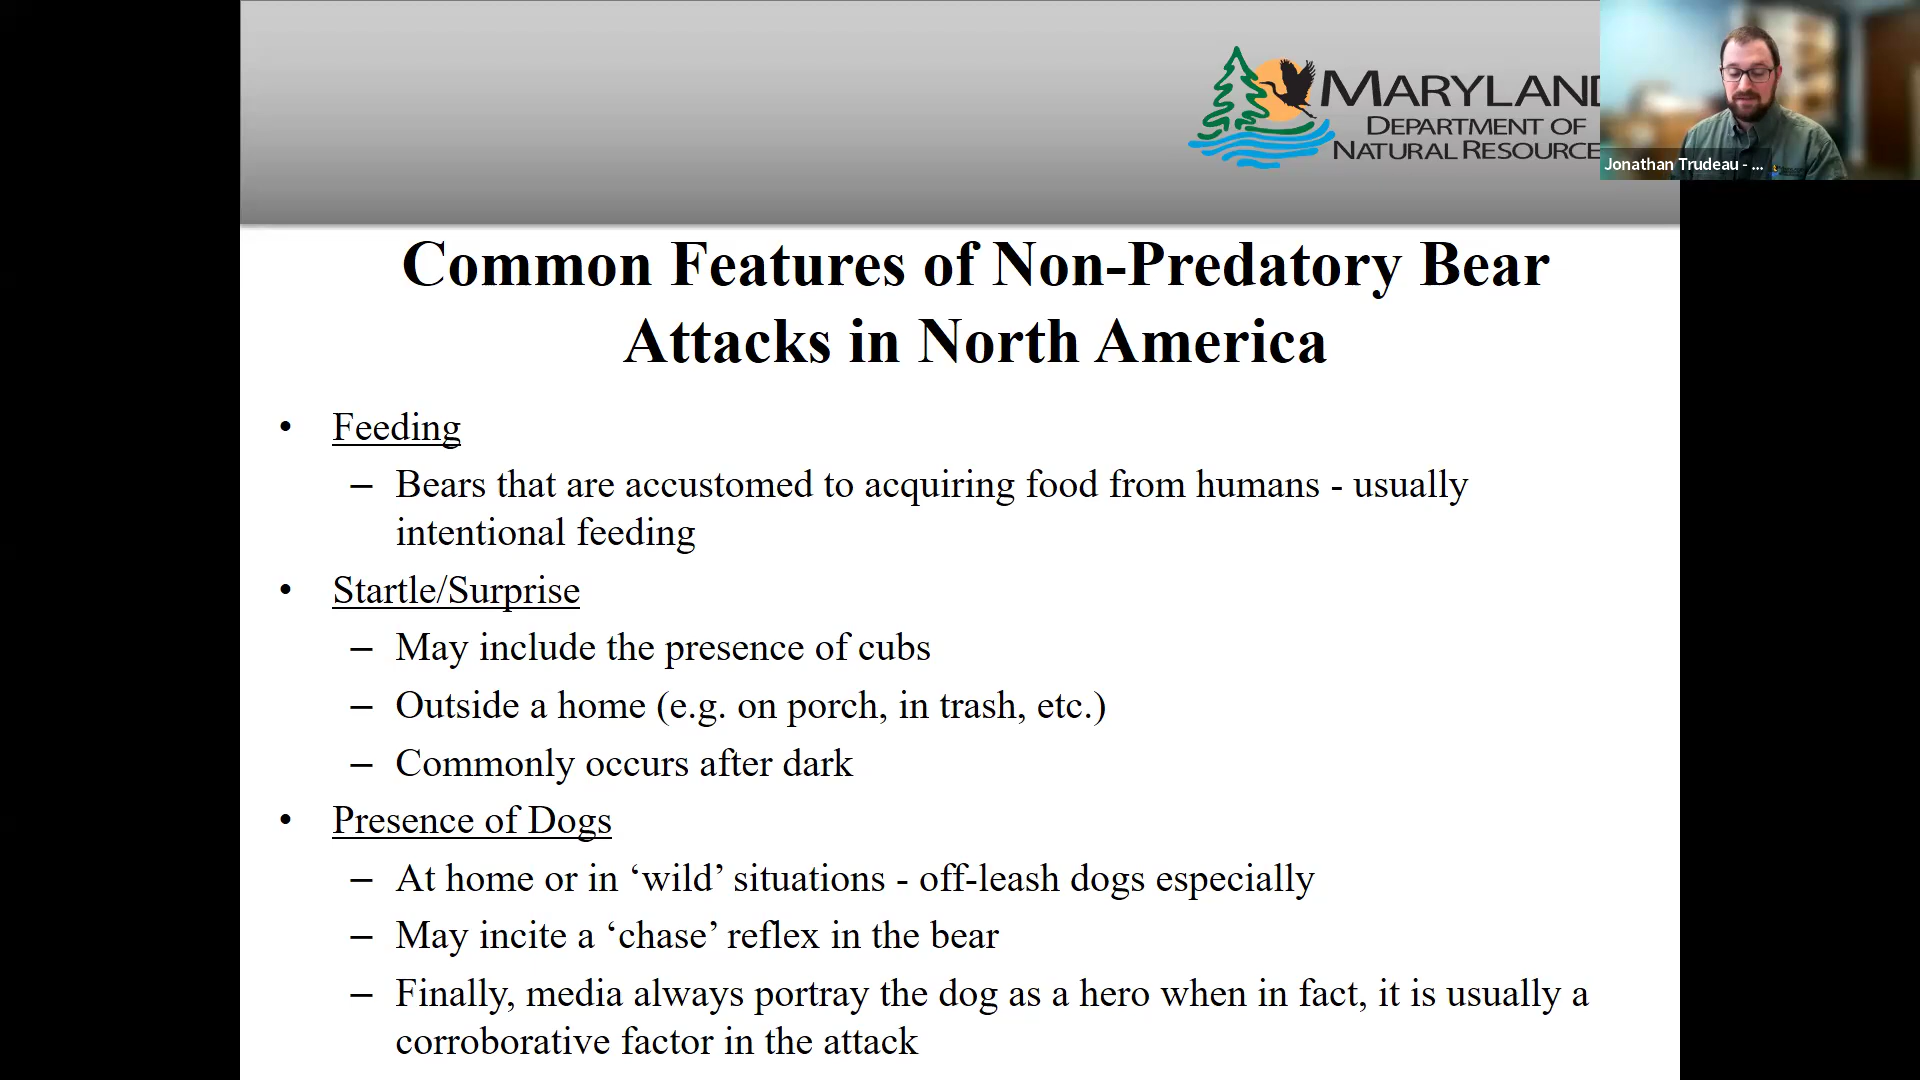 MARYLAND
DEPARTMENT OF
NATURAL RESOURCE
Jonathan Trudeau - ...
Common Features of Non-Predatory Bear
Attacks in North America
• Feeding
– Bears that are accustomed to acquiring food from humans - usually
intentional feeding
• Startle/Surprise
– May include the presence of cubs
– Outside a home (e.g. on porch, in trash, etc.)
– Commonly occurs after dark
• Presence of Dogs
– At home or in ‘wild’ situations - off-leash dogs especially
– May incite a ‘chase’ reflex in the bear
– Finally, media always portray the dog as a hero when in fact, it is usually a
corroborative factor in the attack